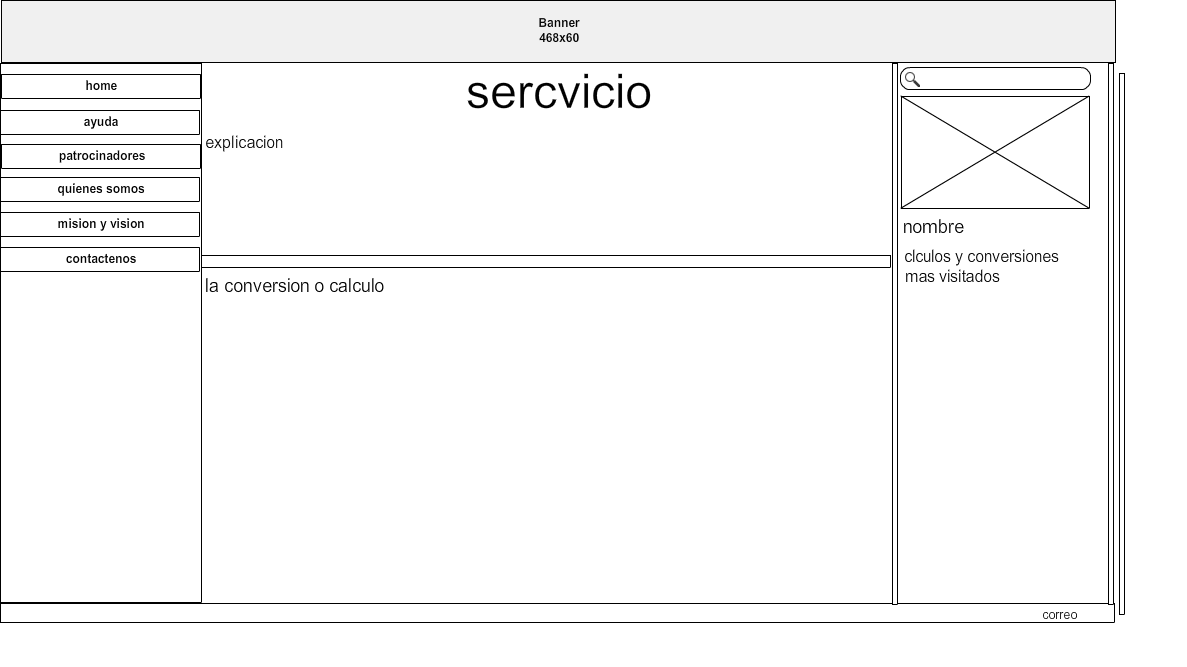 Banner
468x60
home
ayuda
patrocinadores
quienes somos
mision y vision
contactenos
sercvicio
explicacion
la conversion o calculo
nombre
clculos y conversiones
mas visitados
correo